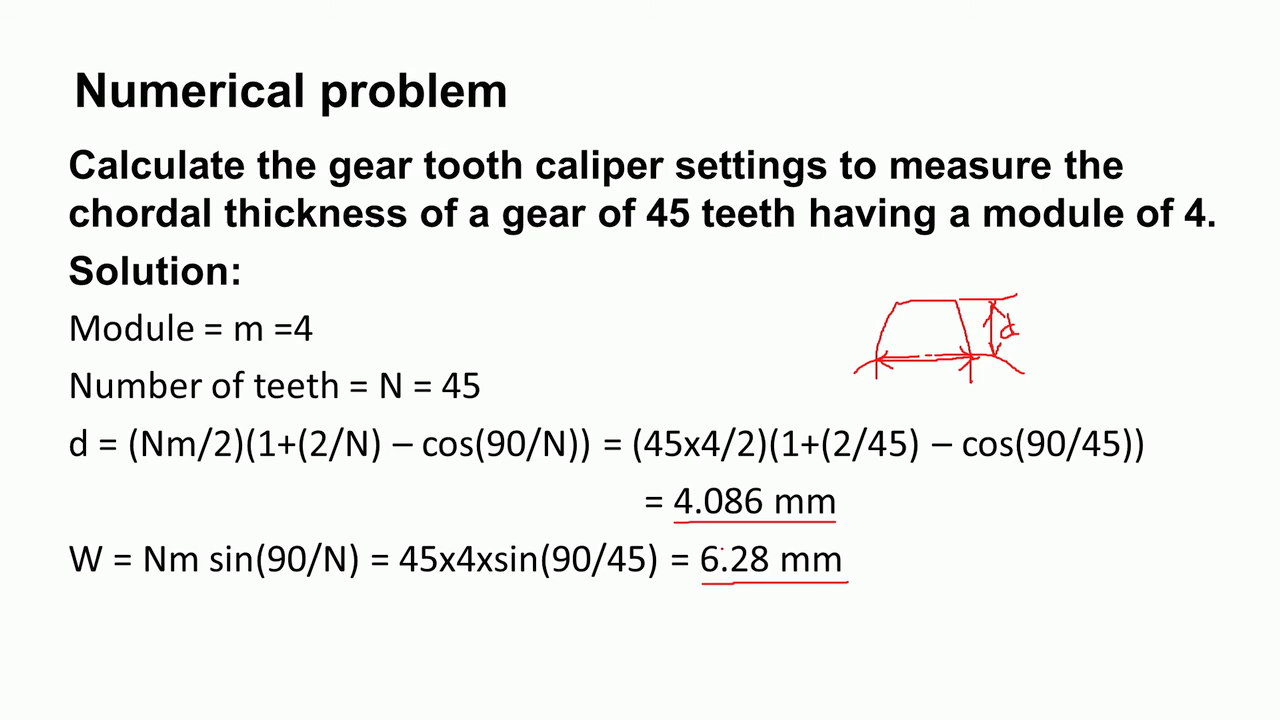 Numerical problem
Calculate the gear tooth caliper settings to measure the
chordal thickness of a gear of 45 teeth having a module of 4.
Solution:
Module = m =4
d
Number of teeth = N = 45
d = (Nm/2)(1+(2/N) – cos(90/N)) = (45x4/2)(1+(2/45) – cos(90/45))
= 4.086 mm
W = Nm sin(90/N) = 45x4xsin(90/45) = 6.28 mm